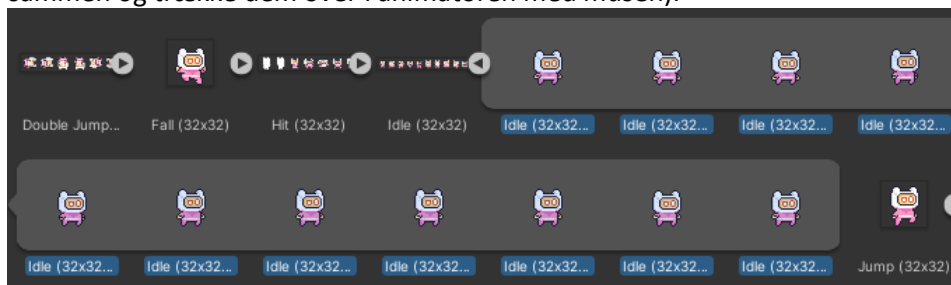 sammen og trække dem over i animatoren med musen).
Double Jump... Fall (32x32) Hit (32x32) Idle (32x32) Idle (32x32... Idle (32x32... Idle (32x32... Idle (32x32...
Idle (32x32... Idle (32x32... Idle (32x32... Idle (32x32... Idle (32x32... Idle (32x32... Idle (32x32... Jump (32x32)